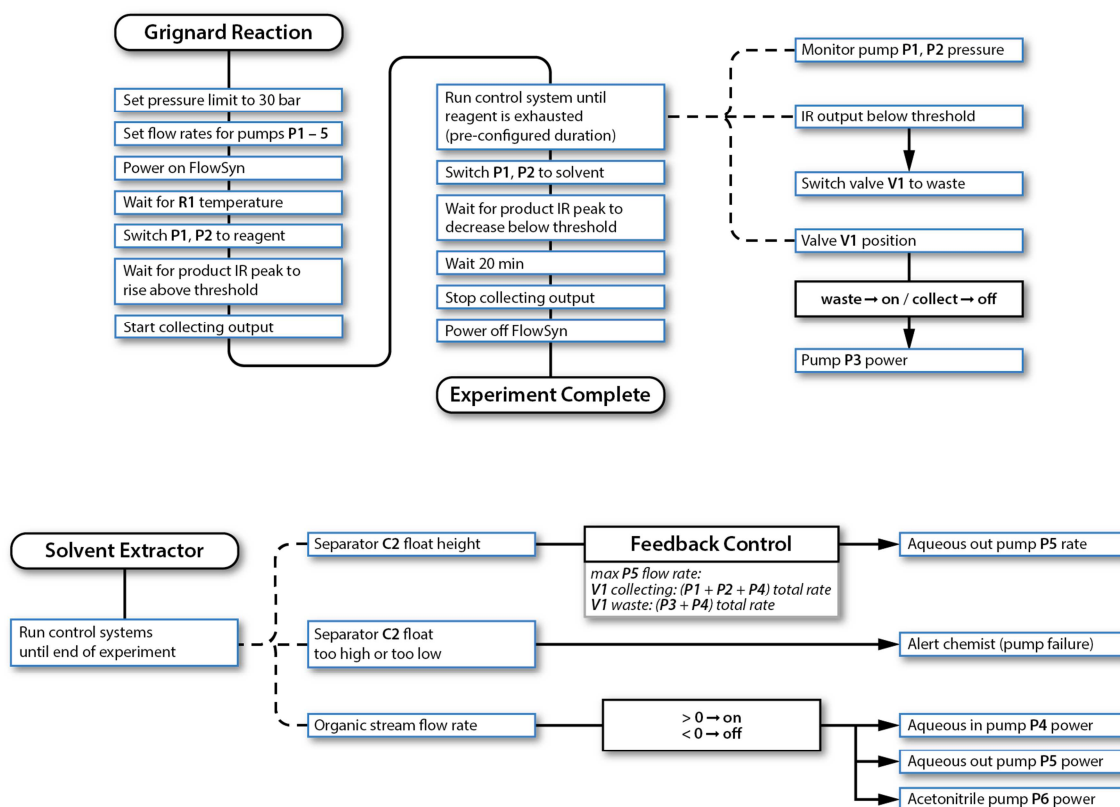 Grignard Reaction
Set pressure limit to 30 bar
Set flow rates for pumps P1 – 5
Power on FlowSyn
Wait for R1 temperature
Switch P1, P2 to reagent
Wait for product IR peak to
rise above threshold
Start collecting output
Run control system until
reagent is exhausted
(pre-configured duration)
Switch P1, P2 to solvent
Wait for product IR peak to
decrease below threshold
Wait 20 min
Stop collecting output
Power off FlowSyn
Experiment Complete
Monitor pump P1, P2 pressure
IR output below threshold
Switch valve V1 to waste
Valve V1 position
waste → on / collect → off
Pump P3 power
Solvent Extractor
Run control systems
until end of experiment
Separator C2 float height
Feedback Control
max P5 flow rate:
V1 collecting: (P1 + P2 + P4) total rate
V1 waste: (P3 + P4) total rate
Aqueous out pump P5 rate
Separator C2 float
too high or too low
Alert chemist (pump failure)
Organic stream flow rate
> 0 → on
< 0 → off
Aqueous in pump P4 power
Aqueous out pump P5 power
Acetonitrile pump P6 power